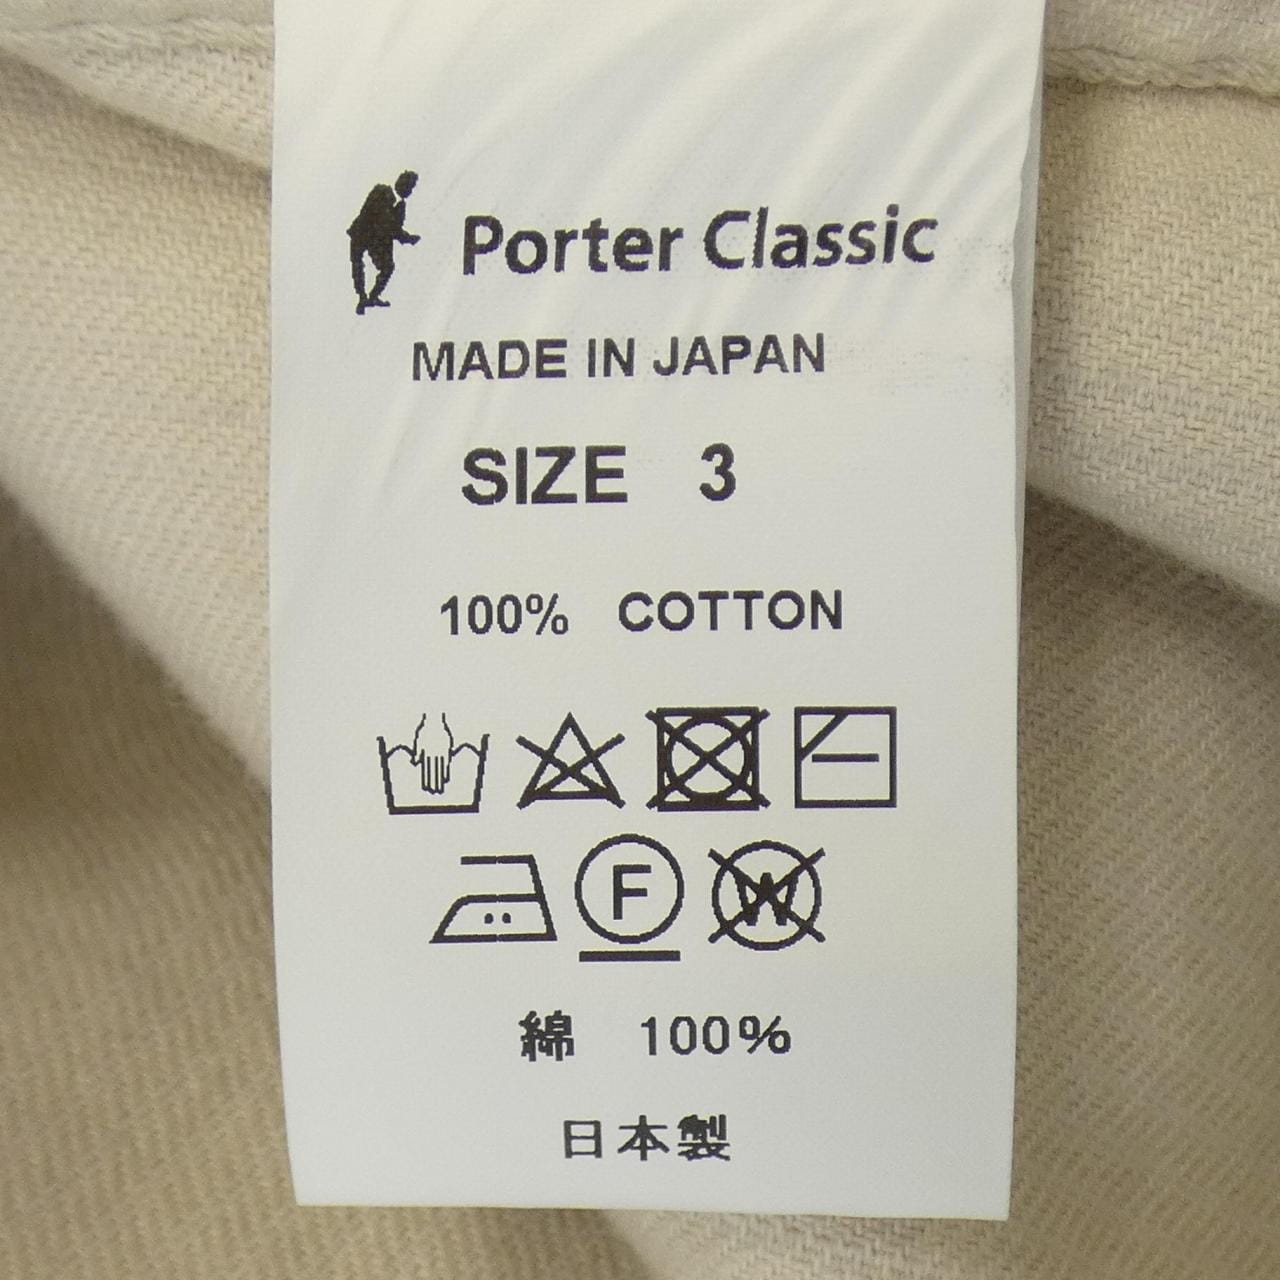 Porter Classic
MADE IN JAPAN
SIZE 3
100% COTTON
F W
綿 100%
日本製